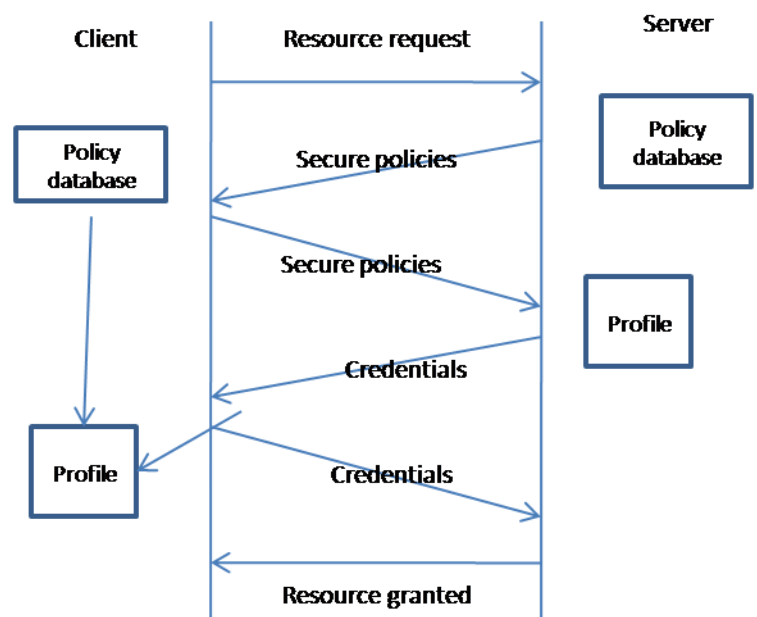 Client
Resource request
Server
Policy
database
Policy
database
Secure policies
Secure policies
Profile
Credentials
Profile
Credentials
Resource granted